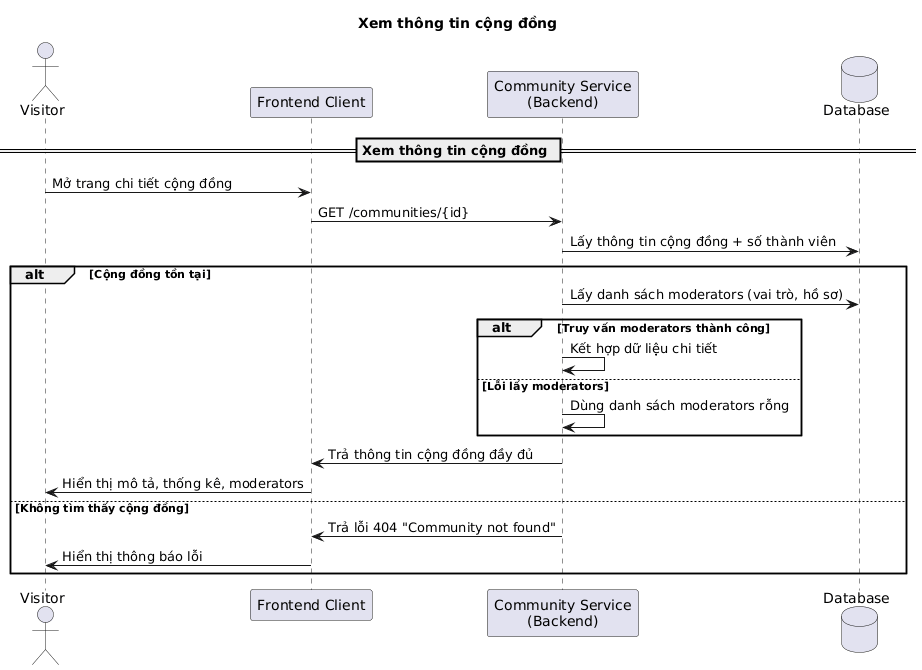 Xem thông tin cộng đồng
Visitor
Frontend Client
Community Service
(Backend)
Database
Xem thông tin cộng đồng
Mở trang chi tiết cộng đồng
GET /communities/{id}
Lấy thông tin cộng đồng + số thành viên
alt [Cộng đồng tồn tại]
Lấy danh sách moderators (vai trò, hồ sơ)
alt [Truy vấn moderators thành công]
Kết hợp dữ liệu chi tiết
[Lỗi lấy moderators]
Dùng danh sách moderators rỗng
Trả thông tin cộng đồng đầy đủ
Hiển thị mô tả, thống kê, moderators
[Không tìm thấy cộng đồng]
Trả lỗi 404 "Community not found"
Hiển thị thông báo lỗi
Visitor
Frontend Client
Community Service
(Backend)
Database